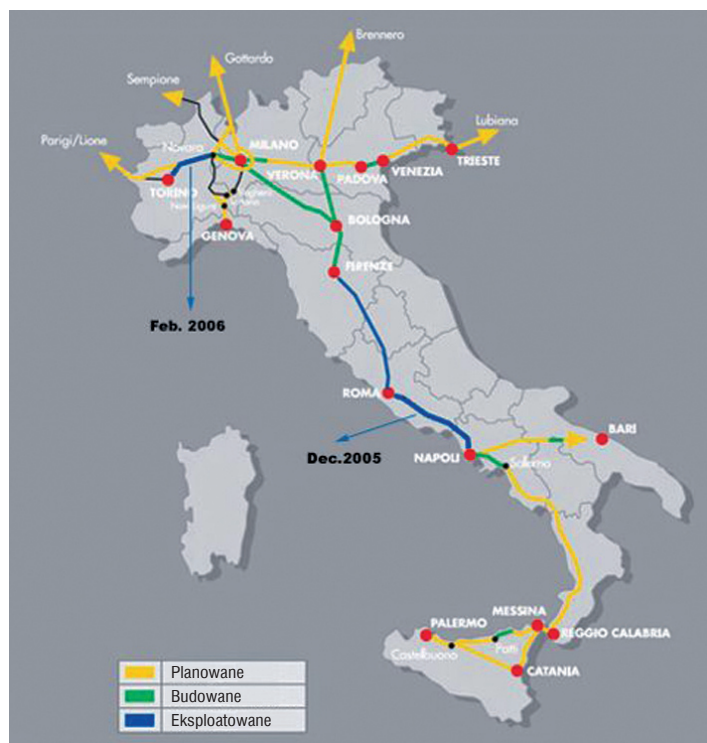 Brennero
Gottardo
Sempione
Lubiana
Parigi/Lione
Novara
MILANO
VERONA
PADOVA
VENEZIA
TRIESTE
TORINO
GENOVA
BOLOGNA
FIRENZE
Feb. 2006
ROMA
Dec.2005
NAPOLI
BARI
Salerno
MESSINA
PALERMO
REGGIO CALABRIA
Castelbuono
Patti
CATANIA
Planowane
Budowane
Eksploatowane